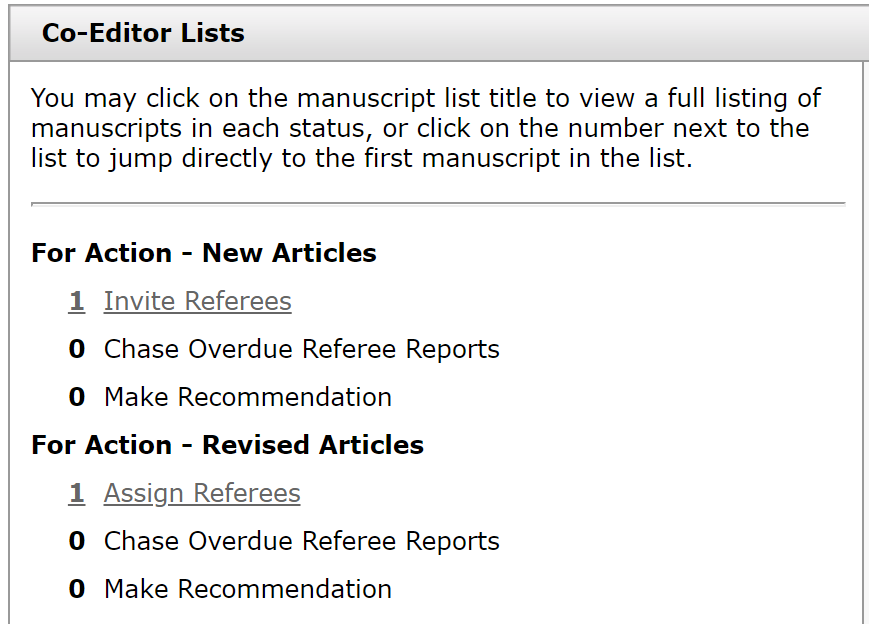 Co-Editor Lists
You may click on the manuscript list title to view a full listing of
manuscripts in each status, or click on the number next to the
list to jump directly to the first manuscript in the list.
For Action - New Articles
1 Invite Referees
0 Chase Overdue Referee Reports
0 Make Recommendation
For Action - Revised Articles
1 Assign Referees
0 Chase Overdue Referee Reports
0 Make Recommendation